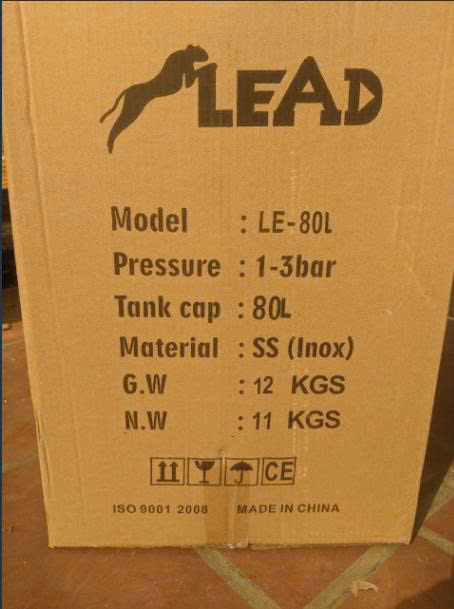 LEAD
Model : LE-80L
Pressure : 1-3bar
Tank cap : 80L
Material : SS (Inox)
G.W : 12 KGS
N.W : 11 KGS
CE
ISO 9001 2008 MADE IN CHINA